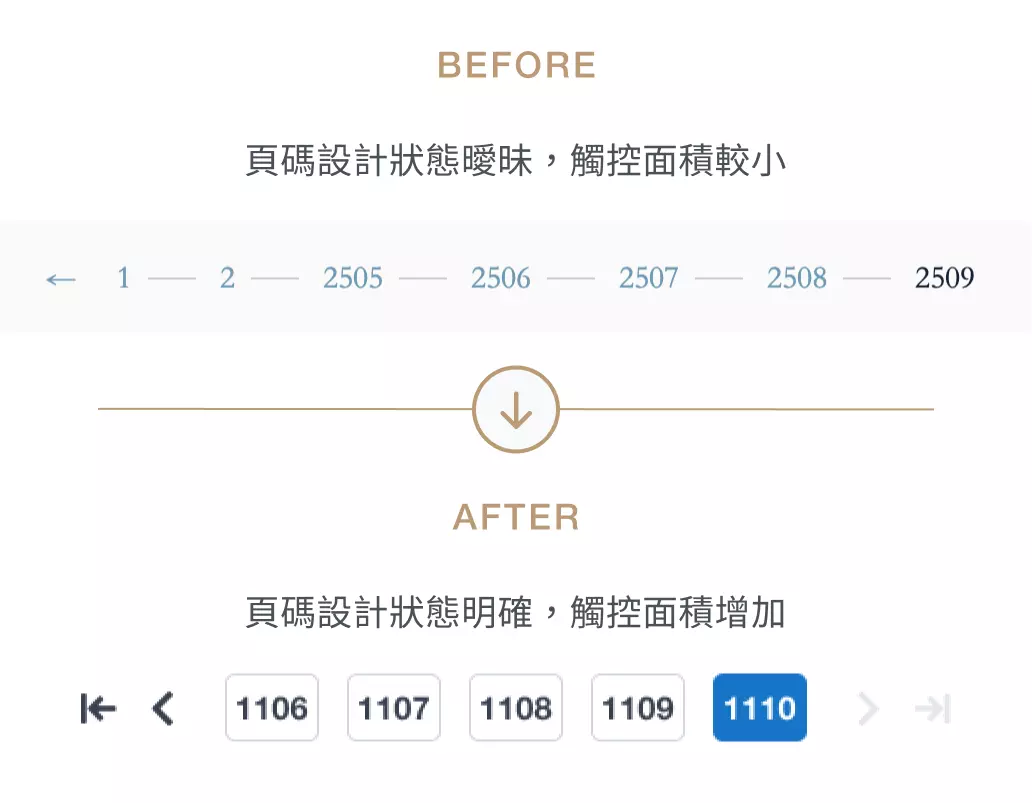 BEFORE
頁碼設計狀態曖昧，觸控面積較小
← 1 — 2 — 2505 — 2506 — 2507 — 2508 — 2509
AFTER
頁碼設計狀態明確，觸控面積增加
1106 1107 1108 1109 1110